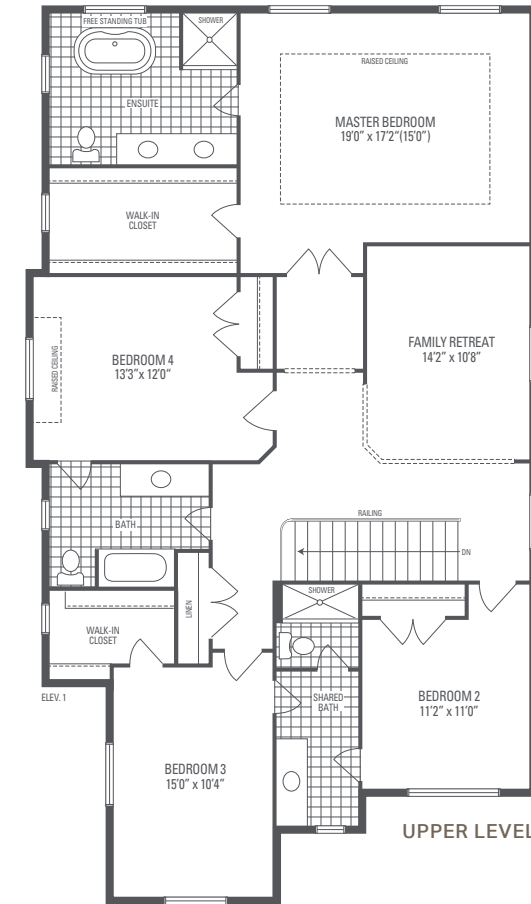 FREE STANDING TUB
SHOWER
ENSUITE
RAISED CEILING
MASTER BEDROOM
19'0" x 17'2"(15'0")
WALK-IN
CLOSET
FAMILY RETREAT
14'2" x 10'8"
RAISED CEILING
BEDROOM 4
13'3" x 12'0"
BATH
RAILING
DN
LINEN
SHOWER
WALK-IN
CLOSET
ELEV. 1
SHARED
BATH
BEDROOM 2
11'2" x 11'0"
BEDROOM 3
15'0" x 10'4"
UPPER LEVEL